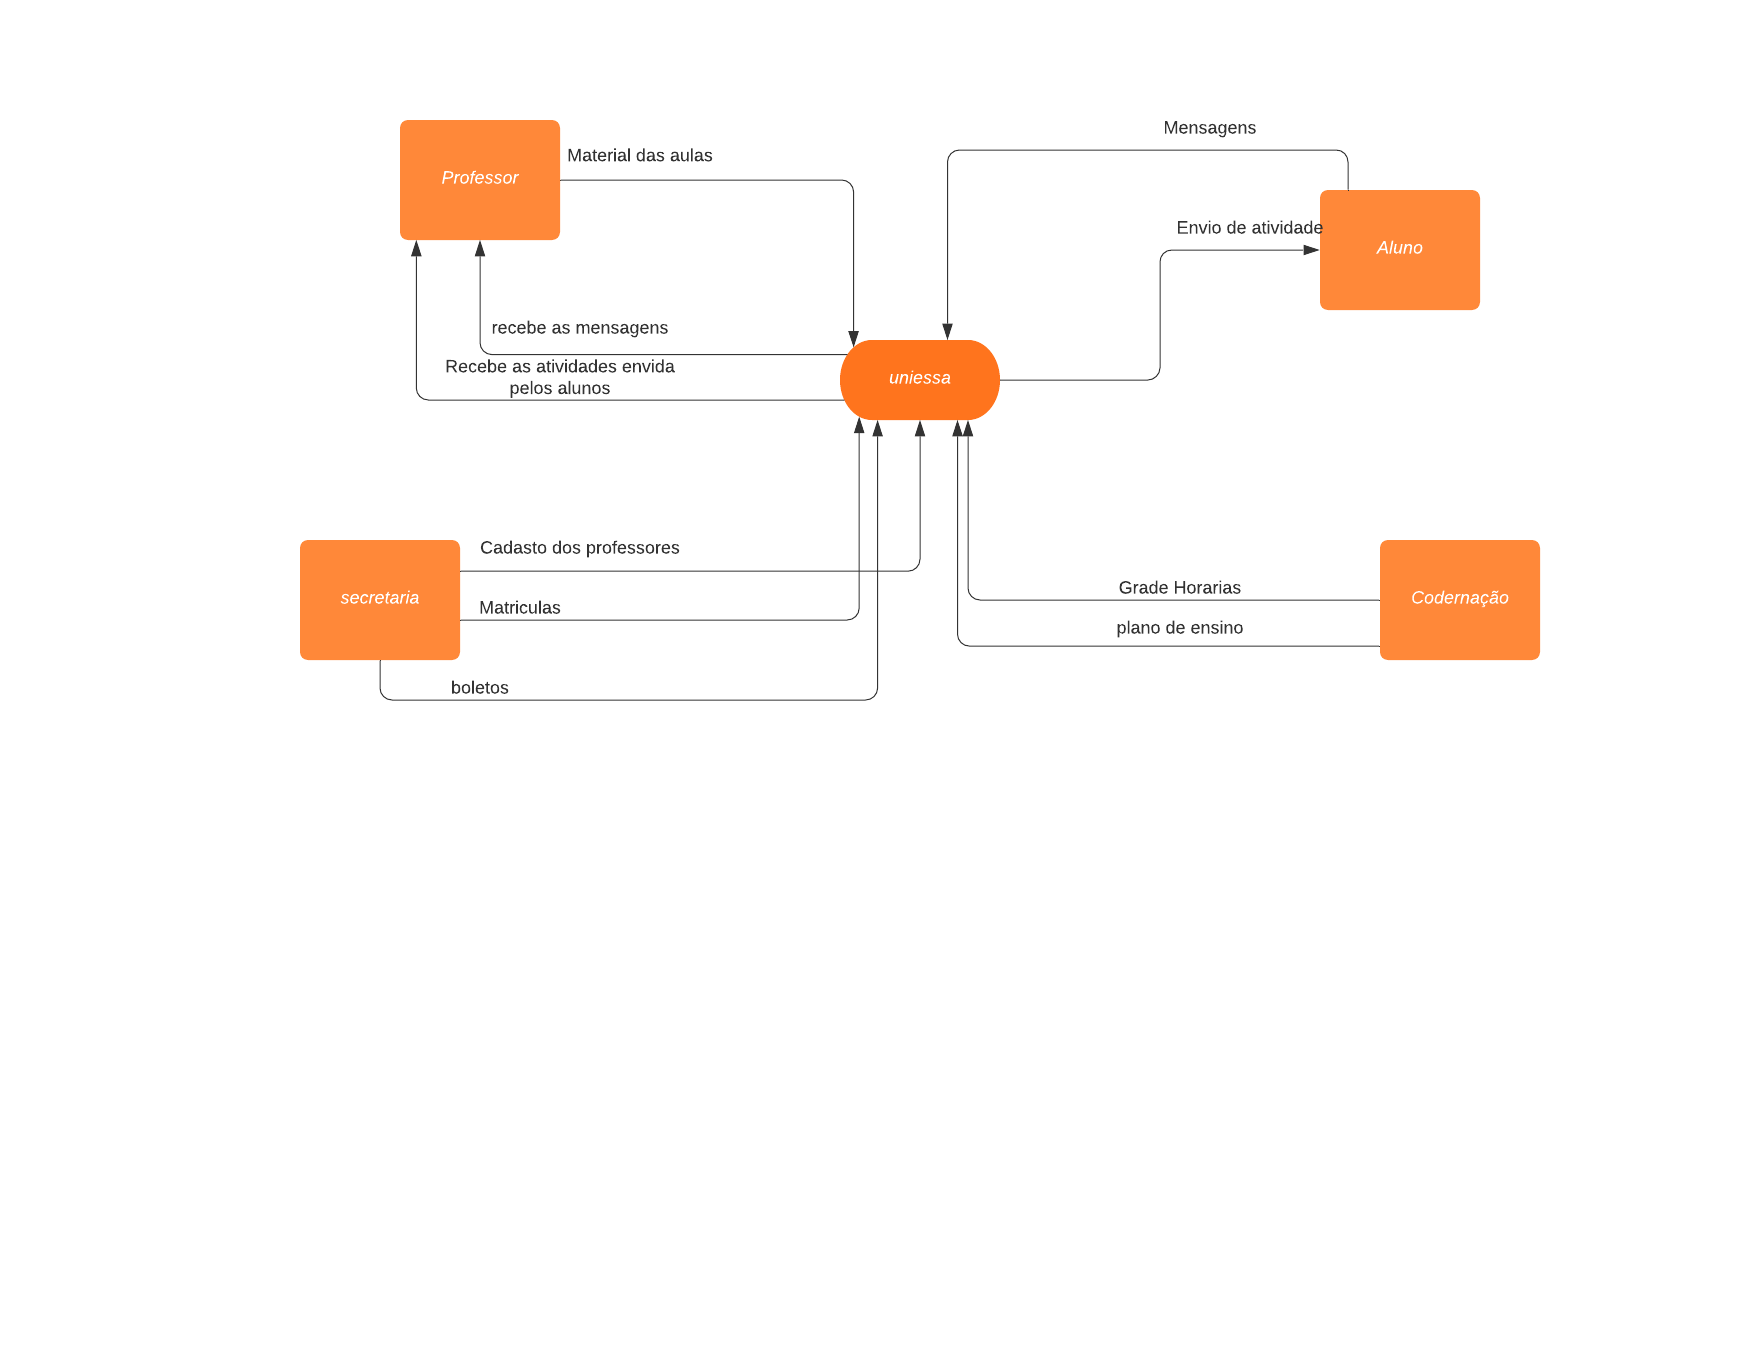 Mensagens
Material das aulas
Professor
Envio de atividade
Aluno
recebe as mensagens
Recebe as atividades envida
pelos alunos
uniessa
Cadasto dos professores
secretaria
Matriculas
boletos
Grade Horarias
Codernação
plano de ensino